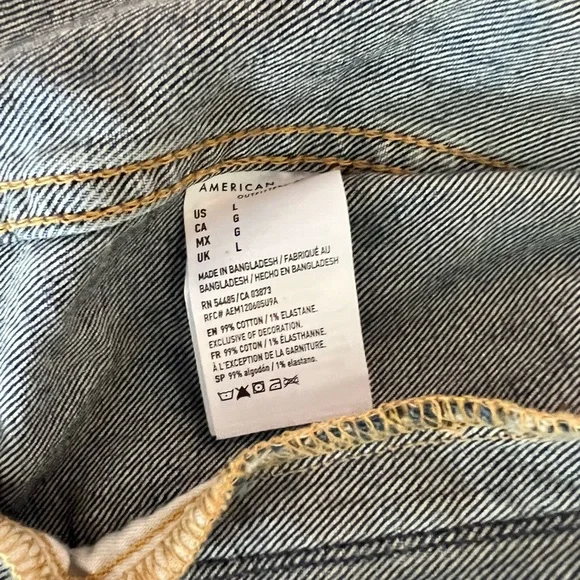 AMERICAN
US L
CA G
MX G
UK L
MADE IN BANGLADESH / FABRIQUÉ AU
BANGLADESH / HECHO EN BANGLADESH
RN 54485/CA 03873
RFC# AEM120605U9A
EN 99% COTTON / 1% ELASTANE.
EXCLUSIVE OF DECORATION.
FR 99% COTON / 1% ÉLASTHANNE.
À L'EXCEPTION DE LA GARNITURE.
SP 99% algodón / 1% elastano.